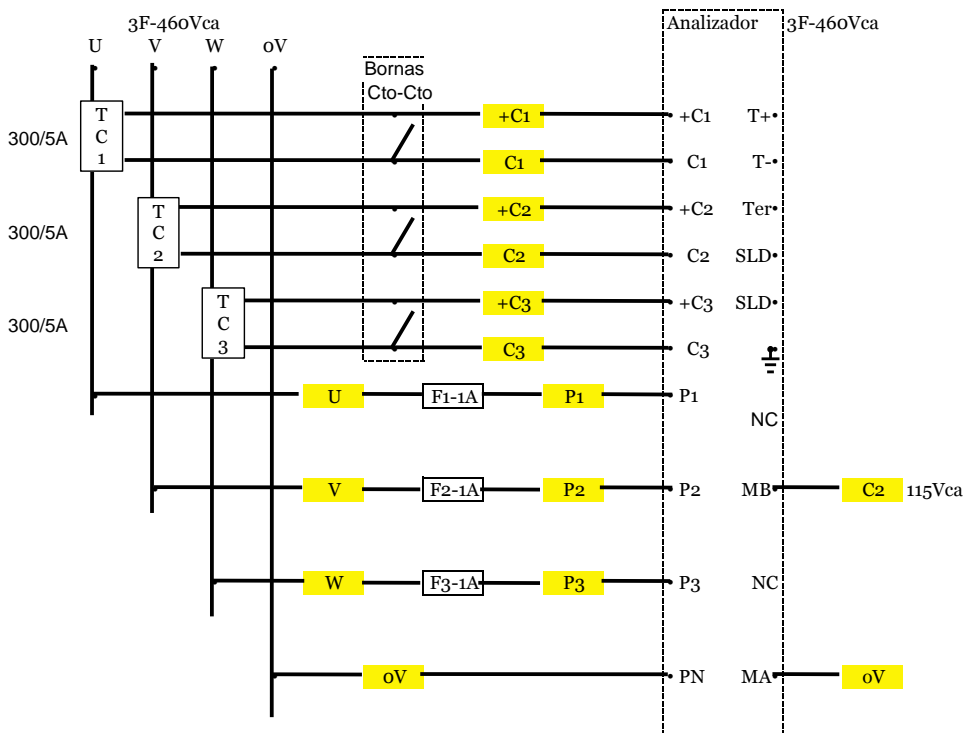 3F-460Vca
Analizador 3F-460Vca
U V W 0V
Bornas
Cto-Cto
T
C
1
300/5A
+C1 +C1 T+
C1 C1 T-
T
C
2
300/5A
+C2 +C2 Ter
C2 C2 SLD
T
C
3
300/5A
+C3 +C3 SLD
C3 C3
U F1-1A P1 P1
NC
V F2-1A P2 P2 MB C2 115Vca
W F3-1A P3 P3 NC
0V PN MA 0V